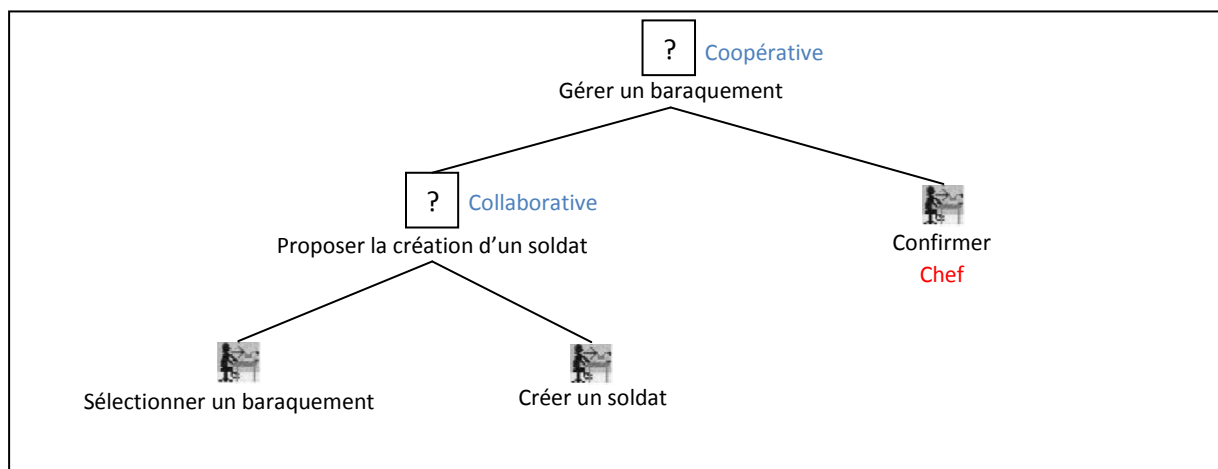 ? Coopérative
Gérer un baraquement
? Collaborative
Proposer la création d’un soldat
Confirmer
Chef
Sélectionner un baraquement
Créer un soldat